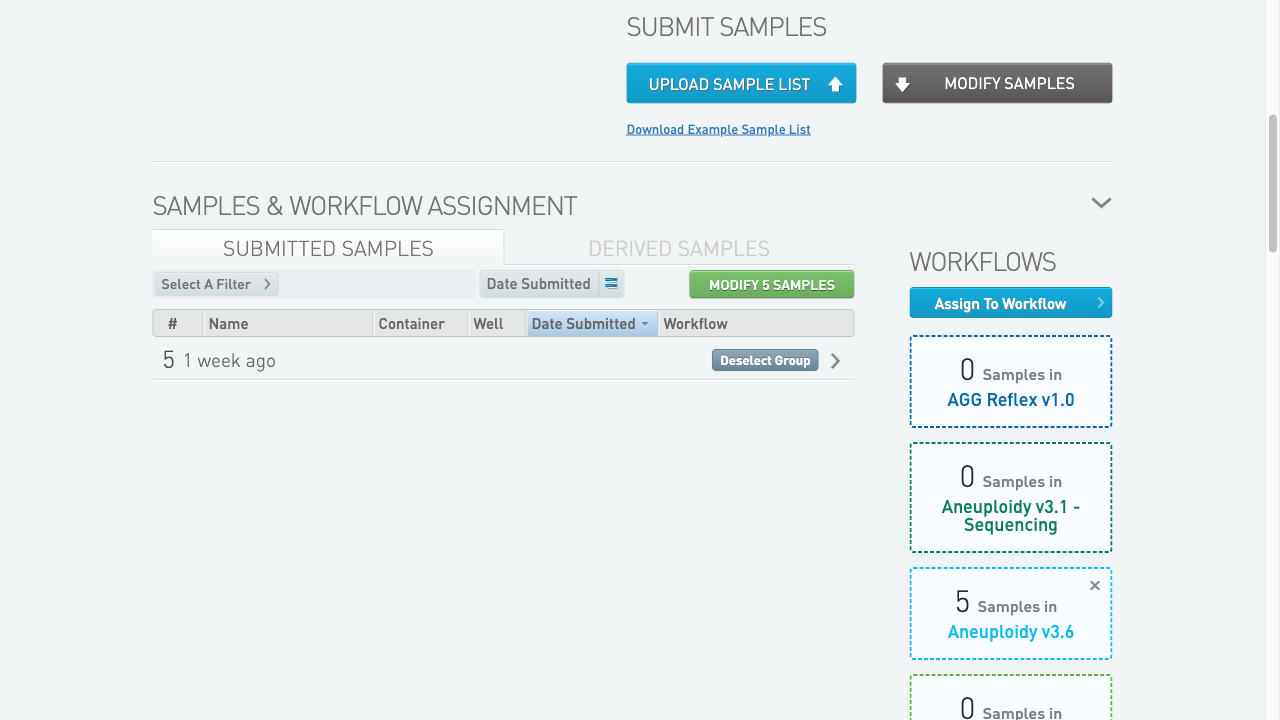 SUBMIT SAMPLES
UPLOAD SAMPLE LIST
MODIFY SAMPLES
Download Example Sample List
SAMPLES & WORKFLOW ASSIGNMENT
SUBMITTED SAMPLES
DERIVED SAMPLES
Select A Filter
Date Submitted
MODIFY 5 SAMPLES
# Name Container Well Date Submitted Workflow
5 1 week ago
Deselect Group
WORKFLOWS
Assign To Workflow
0 Samples in
AGG Reflex v1.0
0 Samples in
Aneuploidy v3.1 -
Sequencing
5 Samples in
Aneuploidy v3.6
0 Samples in